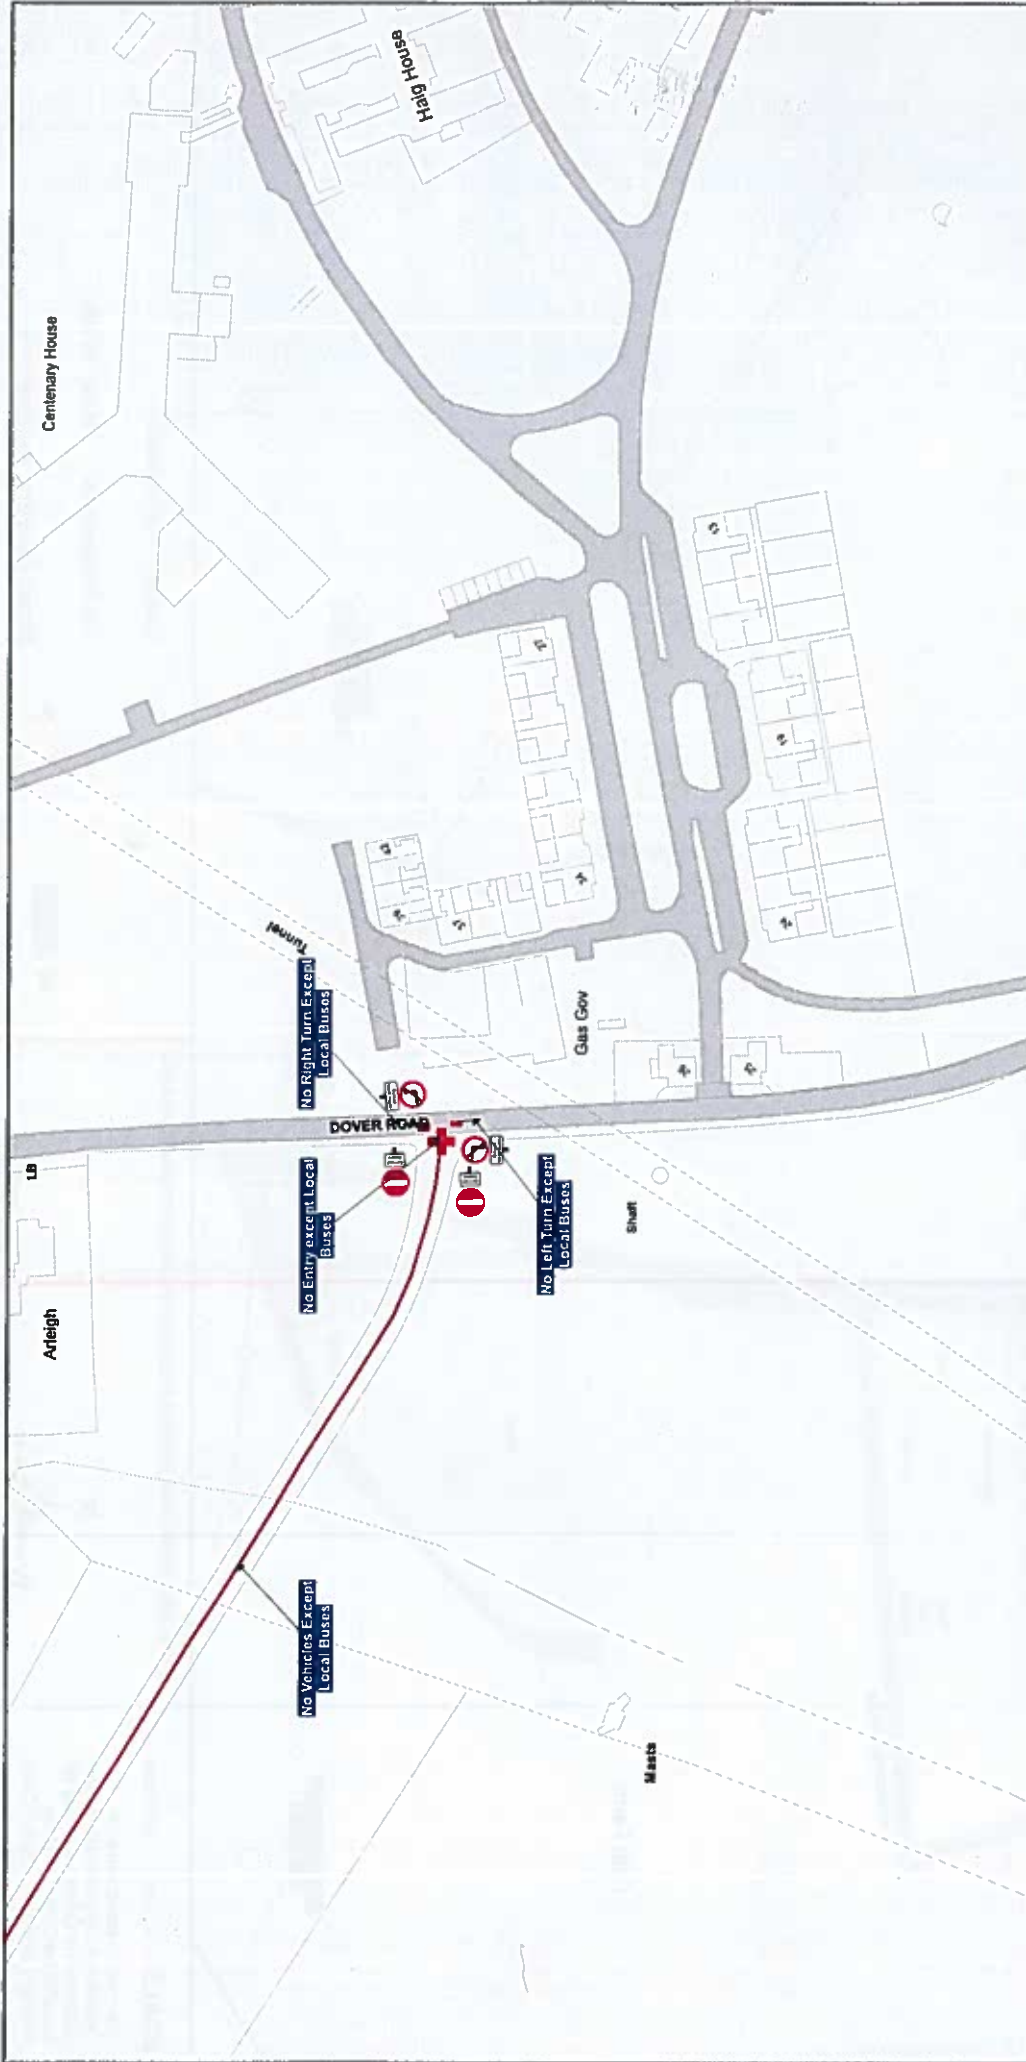 Haig House
Centenary House
Tunnel
No Right Turn Except
Local Buses
Gas Gov
DOVER ROAD
LB
No Entry except Local
Buses
No Left Turn Except
Local Buses
Shaft
Arleigh
No Vehicles Except
Local Buses
Masts